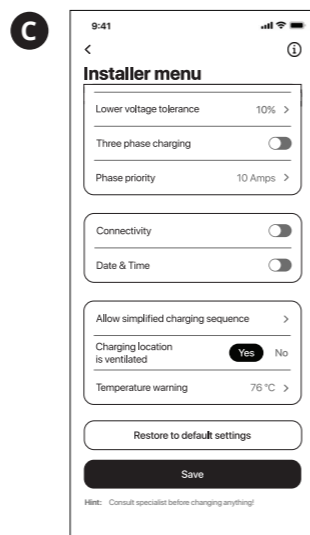 C
9:41
Installer menu
Lower voltage tolerance 10%
Three phase charging
Phase priority 10 Amps
Connectivity
Date & Time
Allow simplified charging sequence
Charging location
is ventilated
Yes No
Temperature warning 76 °C
Restore to default settings
Save
Hint: Consult specialist before changing anything!